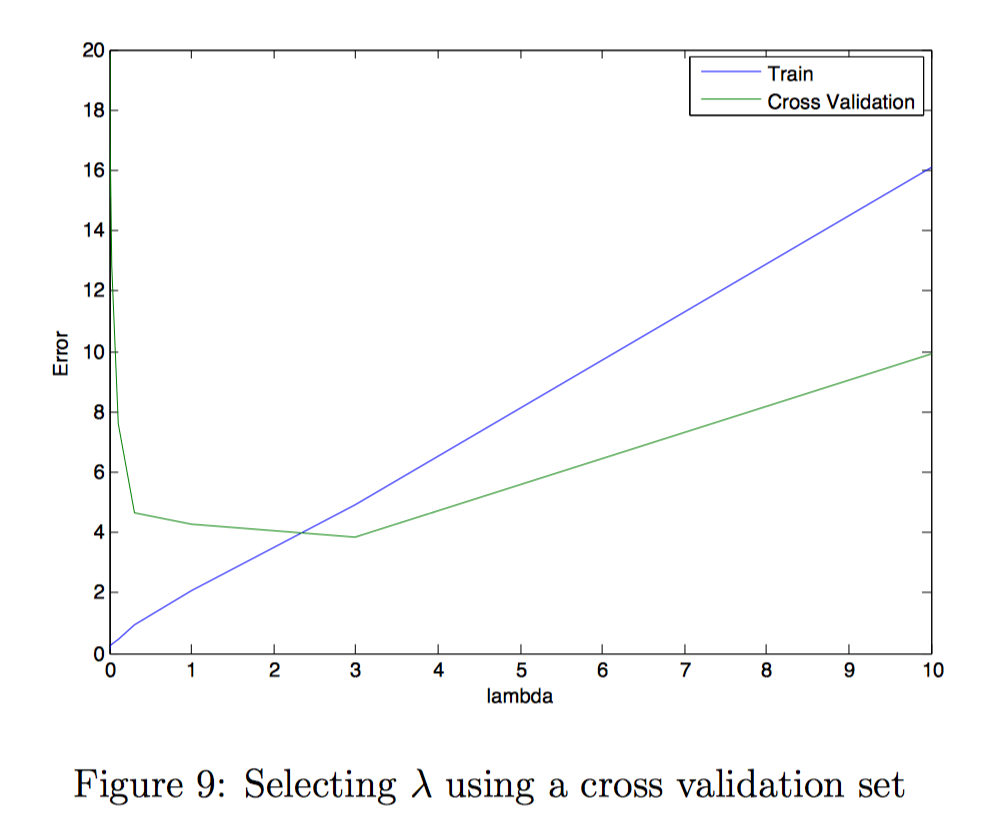 20
18
16
14
12
10
8
6
4
2
0
Error
Train
Cross Validation
0 1 2 3 4 5 6 7 8 9 10
lambda
Figure 9: Selecting λ using a cross validation set